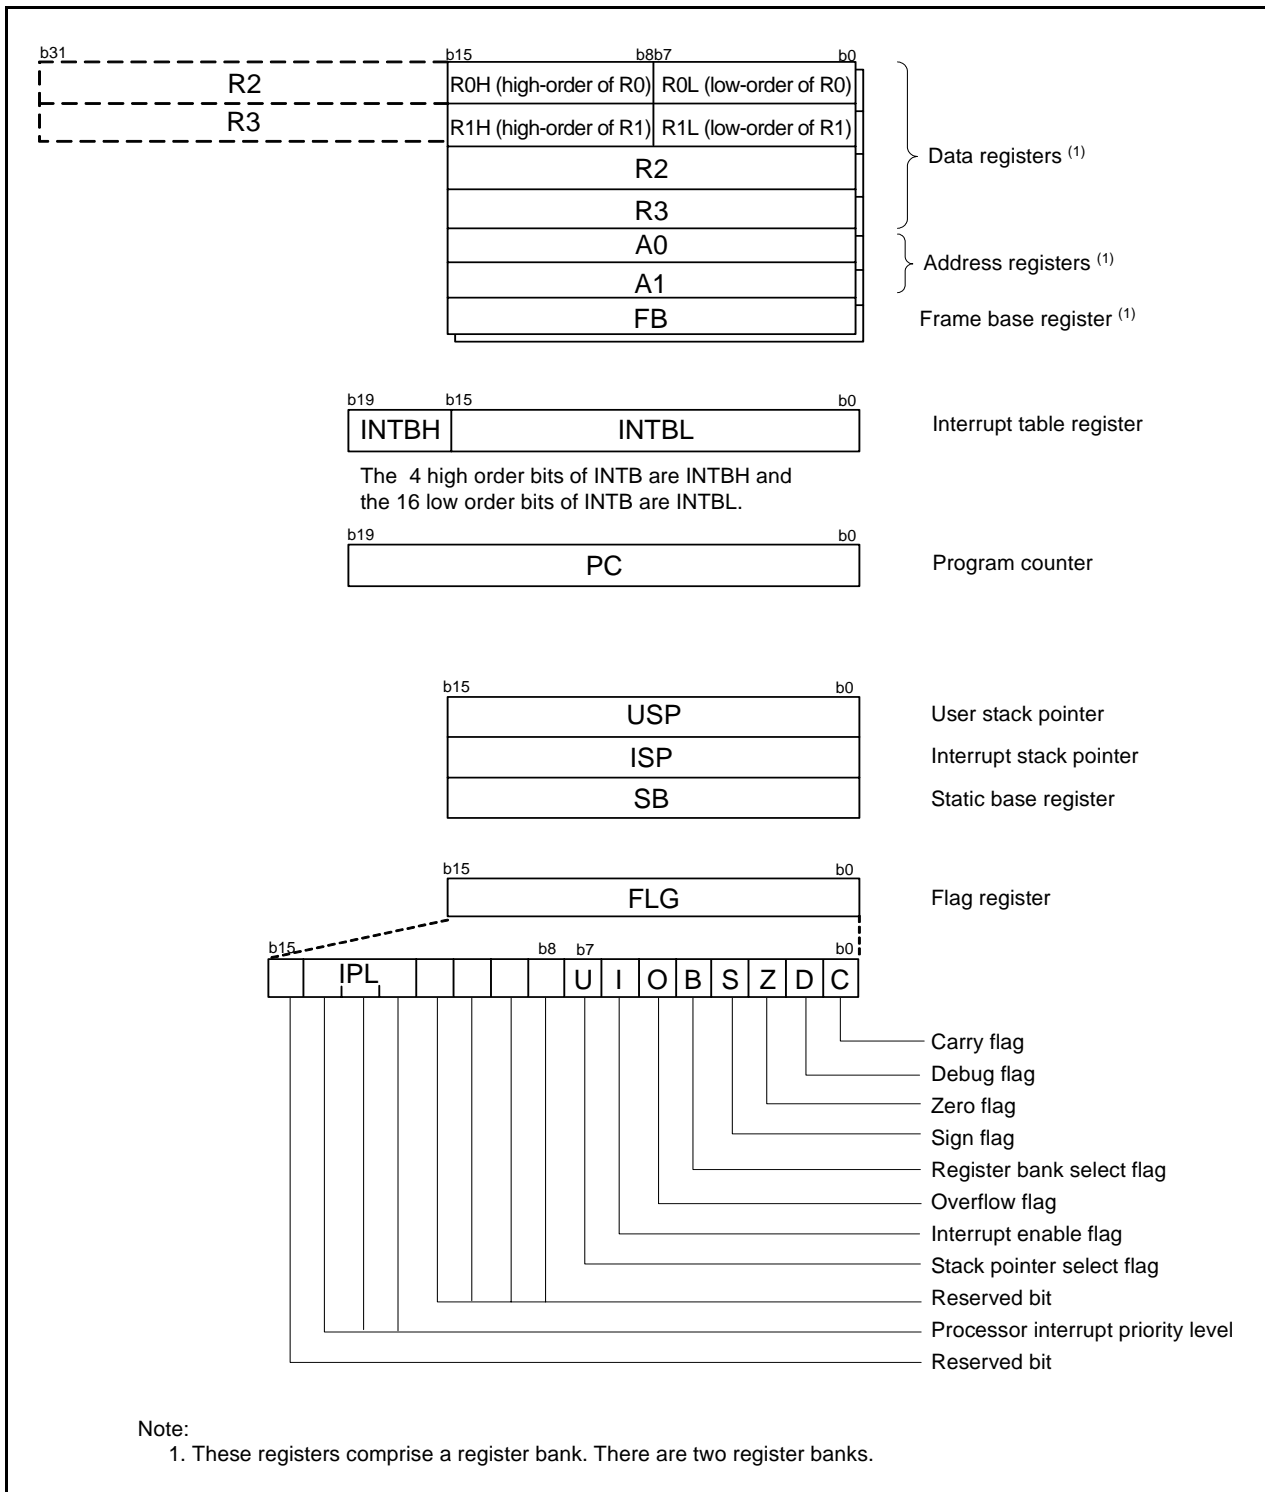 b31 b15 b8b7 b0
R2 R0H (high-order of R0) R0L (low-order of R0)
R3 R1H (high-order of R1) R1L (low-order of R1)
R2
R3
Data registers (1)
A0
A1
Address registers (1)
FB
Frame base register (1)
b19 b15 b0
INTBH INTBL
Interrupt table register
The 4 high order bits of INTB are INTBH and
the 16 low order bits of INTB are INTBL.
b19 b0
PC
Program counter
b15 b0
USP
User stack pointer
ISP
Interrupt stack pointer
SB
Static base register
b15 b0
FLG
Flag register
b15 b8 b7 b0
IPL U I O B S Z D C
Carry flag
Debug flag
Zero flag
Sign flag
Register bank select flag
Overflow flag
Interrupt enable flag
Stack pointer select flag
Reserved bit
Processor interrupt priority level
Reserved bit
Note:
1. These registers comprise a register bank. There are two register banks.